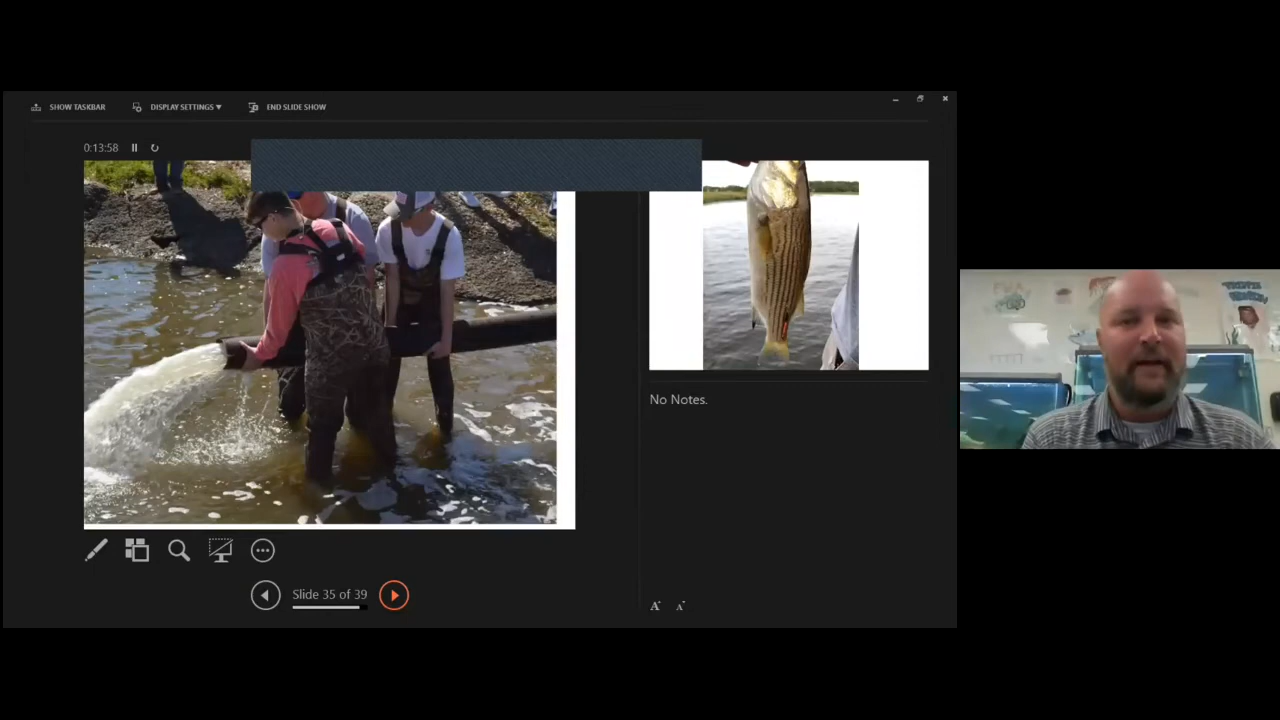 SHOW TASKBAR DISPLAY SETTINGS ▼ END SLIDE SHOW
0:13:58
No Notes.
Slide 35 of 39
A A